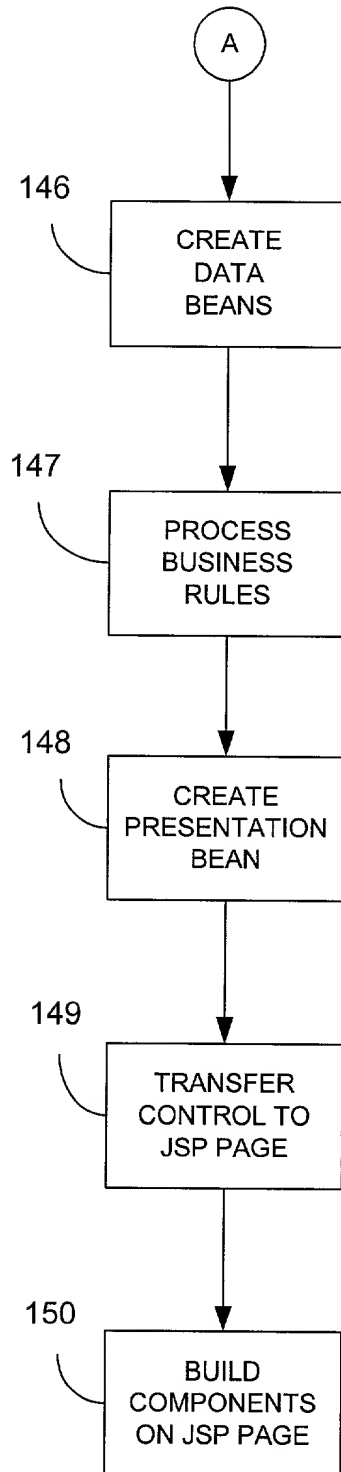 A
146
CREATE
DATA
BEANS
147
PROCESS
BUSINESS
RULES
148
CREATE
PRESENTATION
BEAN
149
TRANSFER
CONTROL TO
JSP PAGE
150
BUILD
COMPONENTS
ON JSP PAGE